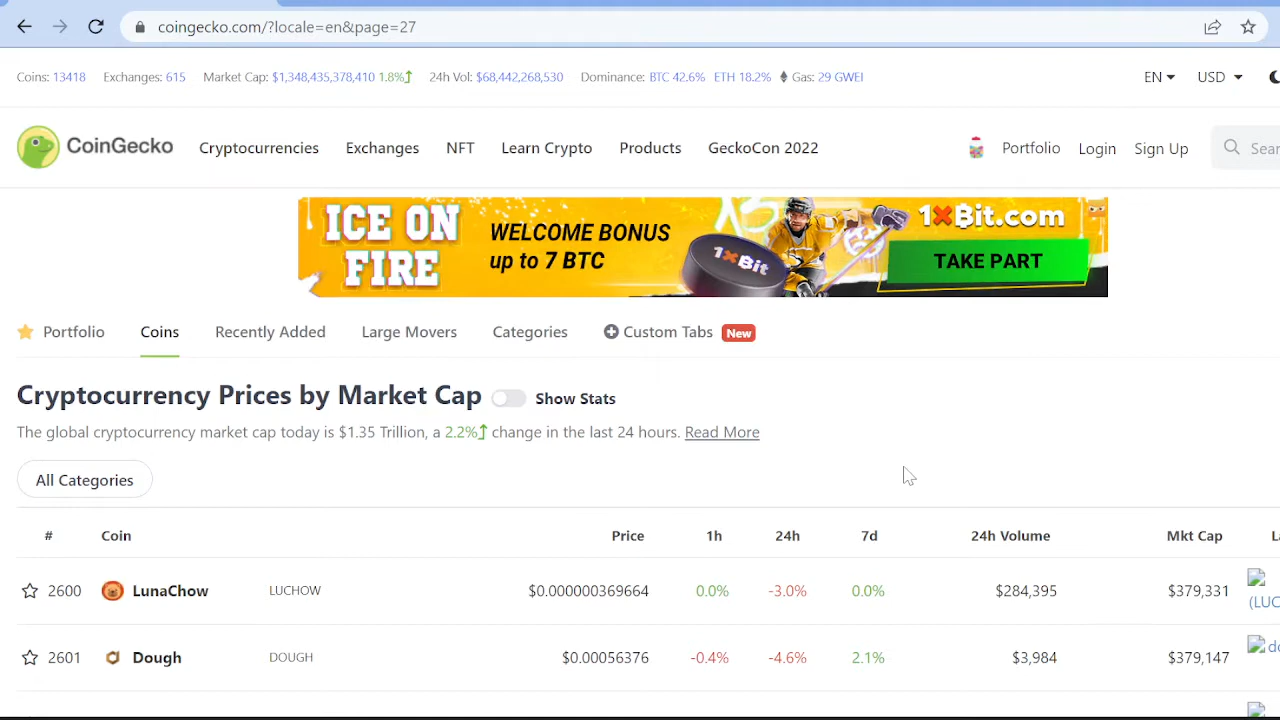 coingecko.com/?locale=en&page=27
Coins: 13418 Exchanges: 615 Market Cap: $1,348,435,378,410 1.8% 24h Vol: $68,442,268,530 Dominance: BTC 42.6% ETH 18.2% Gas: 29 GWEI EN USD
CoinGecko Cryptocurrencies Exchanges NFT Learn Crypto Products GeckoCon 2022 Portfolio Login Sign Up Sear
ICE ON FIRE
WELCOME BONUS
up to 7 BTC
1xBit
1xBit.com
TAKE PART
Portfolio Coins Recently Added Large Movers Categories Custom Tabs New
Cryptocurrency Prices by Market Cap Show Stats
The global cryptocurrency market cap today is $1.35 Trillion, a 2.2% change in the last 24 hours. Read More
All Categories
# Coin Price 1h 24h 7d 24h Volume Mkt Cap La
2600 LunaChow LUCHOW $0.000000369664 0.0% -3.0% 0.0% $284,395 $379,331
(LUC
2601 Dough DOUGH $0.00056376 -0.4% -4.6% 2.1% $3,984 $379,147 do